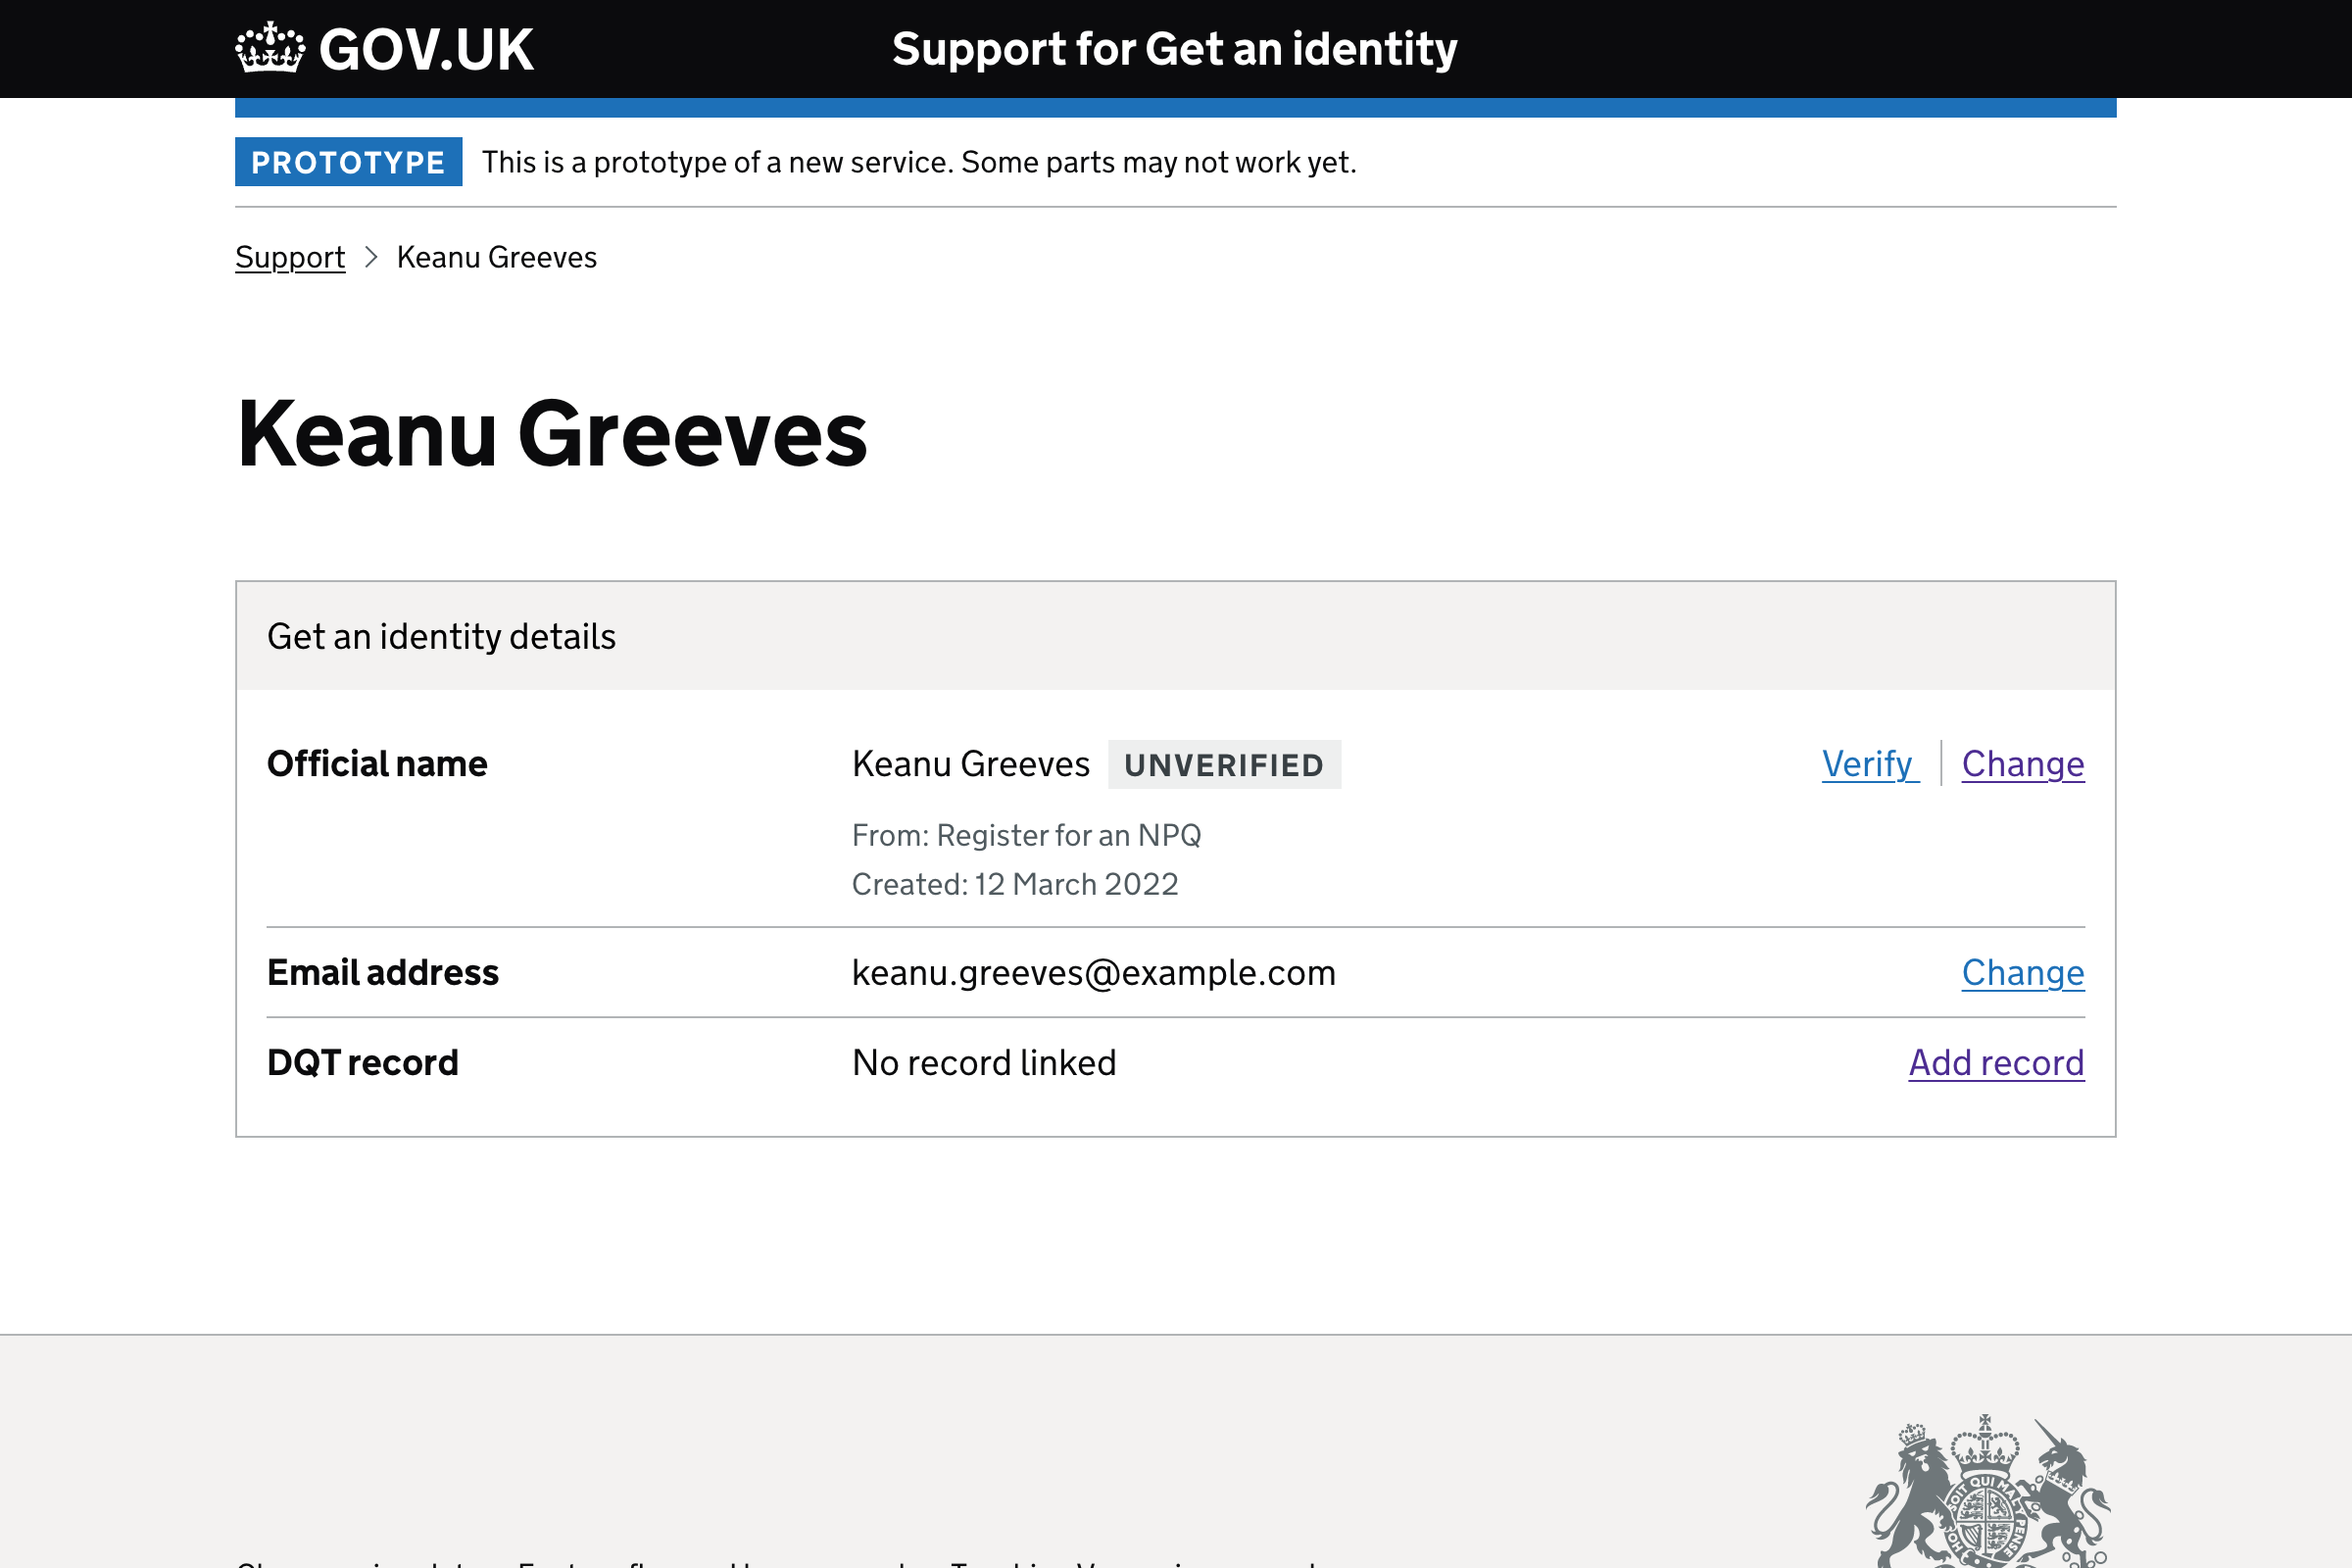 GOV.UK
Support for Get an identity
PROTOTYPE This is a prototype of a new service. Some parts may not work yet.
Support > Keanu Greeves
Keanu Greeves
Get an identity details
Official name Keanu Greeves UNVERIFIED Verify Change
From: Register for an NPQ
Created: 12 March 2022
Email address keanu.greeves@example.com Change
DQT record No record linked Add record